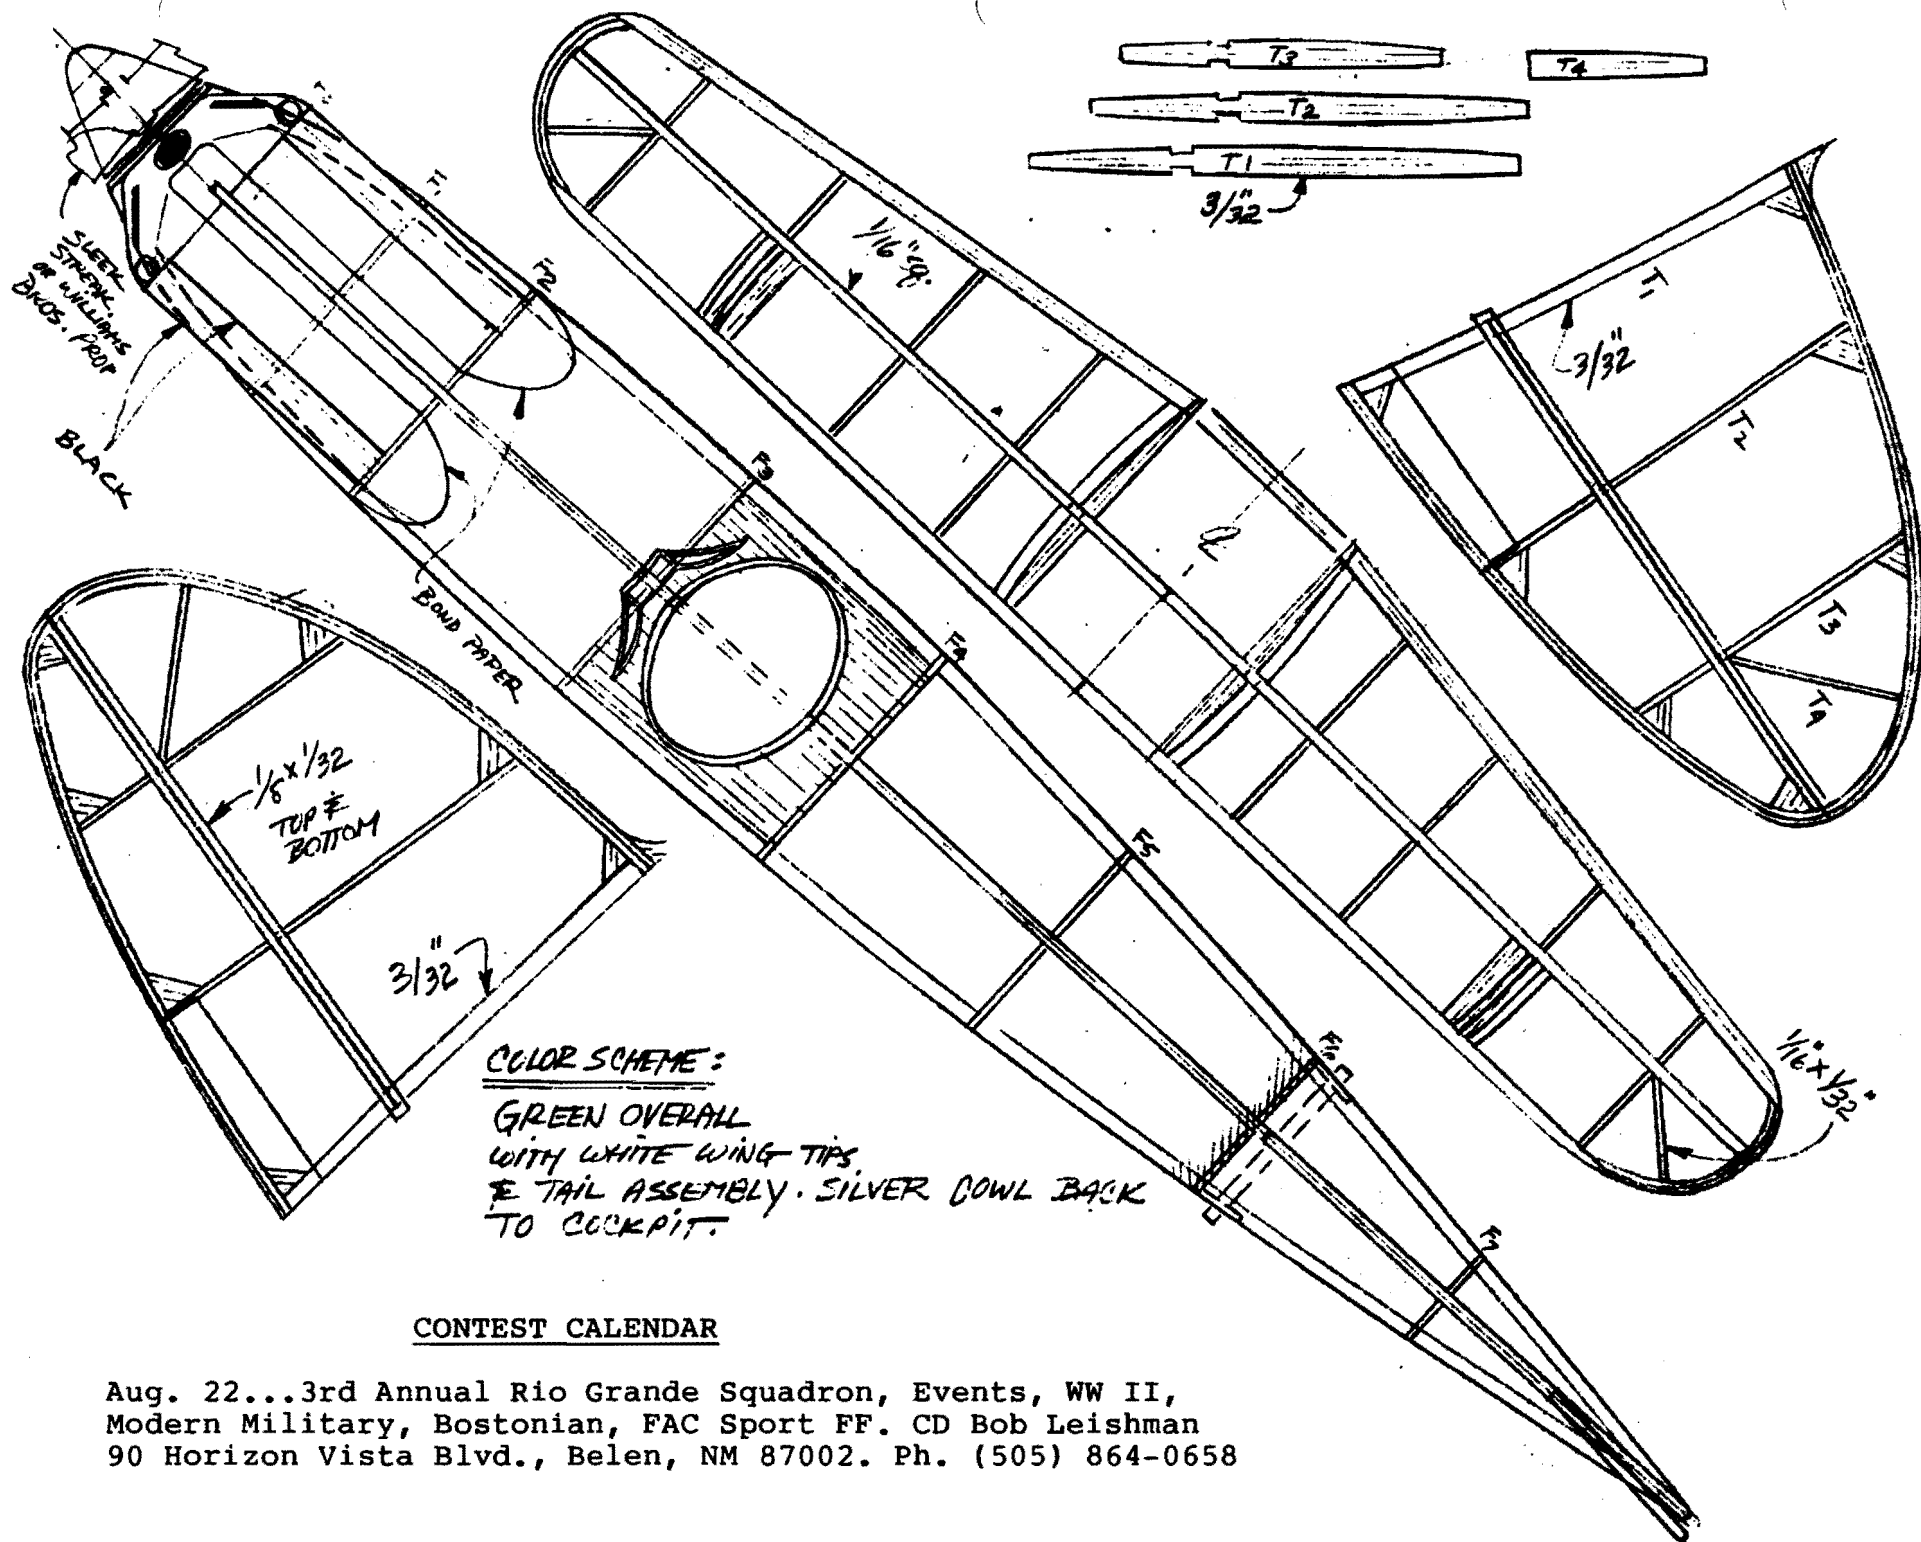 T3
T4
T2
T1
3/32"
F1
F2
F3
F4
F5
F6
F7
SLEEK
STREAK
OR WILLIAMS
BROS. PROP
BLACK
BOND PAPER
1/16" sq.
℄
1/16" x 1/32"
T1
3/32"
T2
T3
T4
1/8 x 1/32
TOP &
BOTTOM
3/32"
COLOR SCHEME:
GREEN OVERALL
WITH WHITE WING TIPS
& TAIL ASSEMBLY. SILVER COWL BACK
TO COCKPIT.
CONTEST CALENDAR
Aug. 22...3rd Annual Rio Grande Squadron, Events, WW II,
Modern Military, Bostonian, FAC Sport FF. CD Bob Leishman
90 Horizon Vista Blvd., Belen, NM 87002. Ph. (505) 864-0658